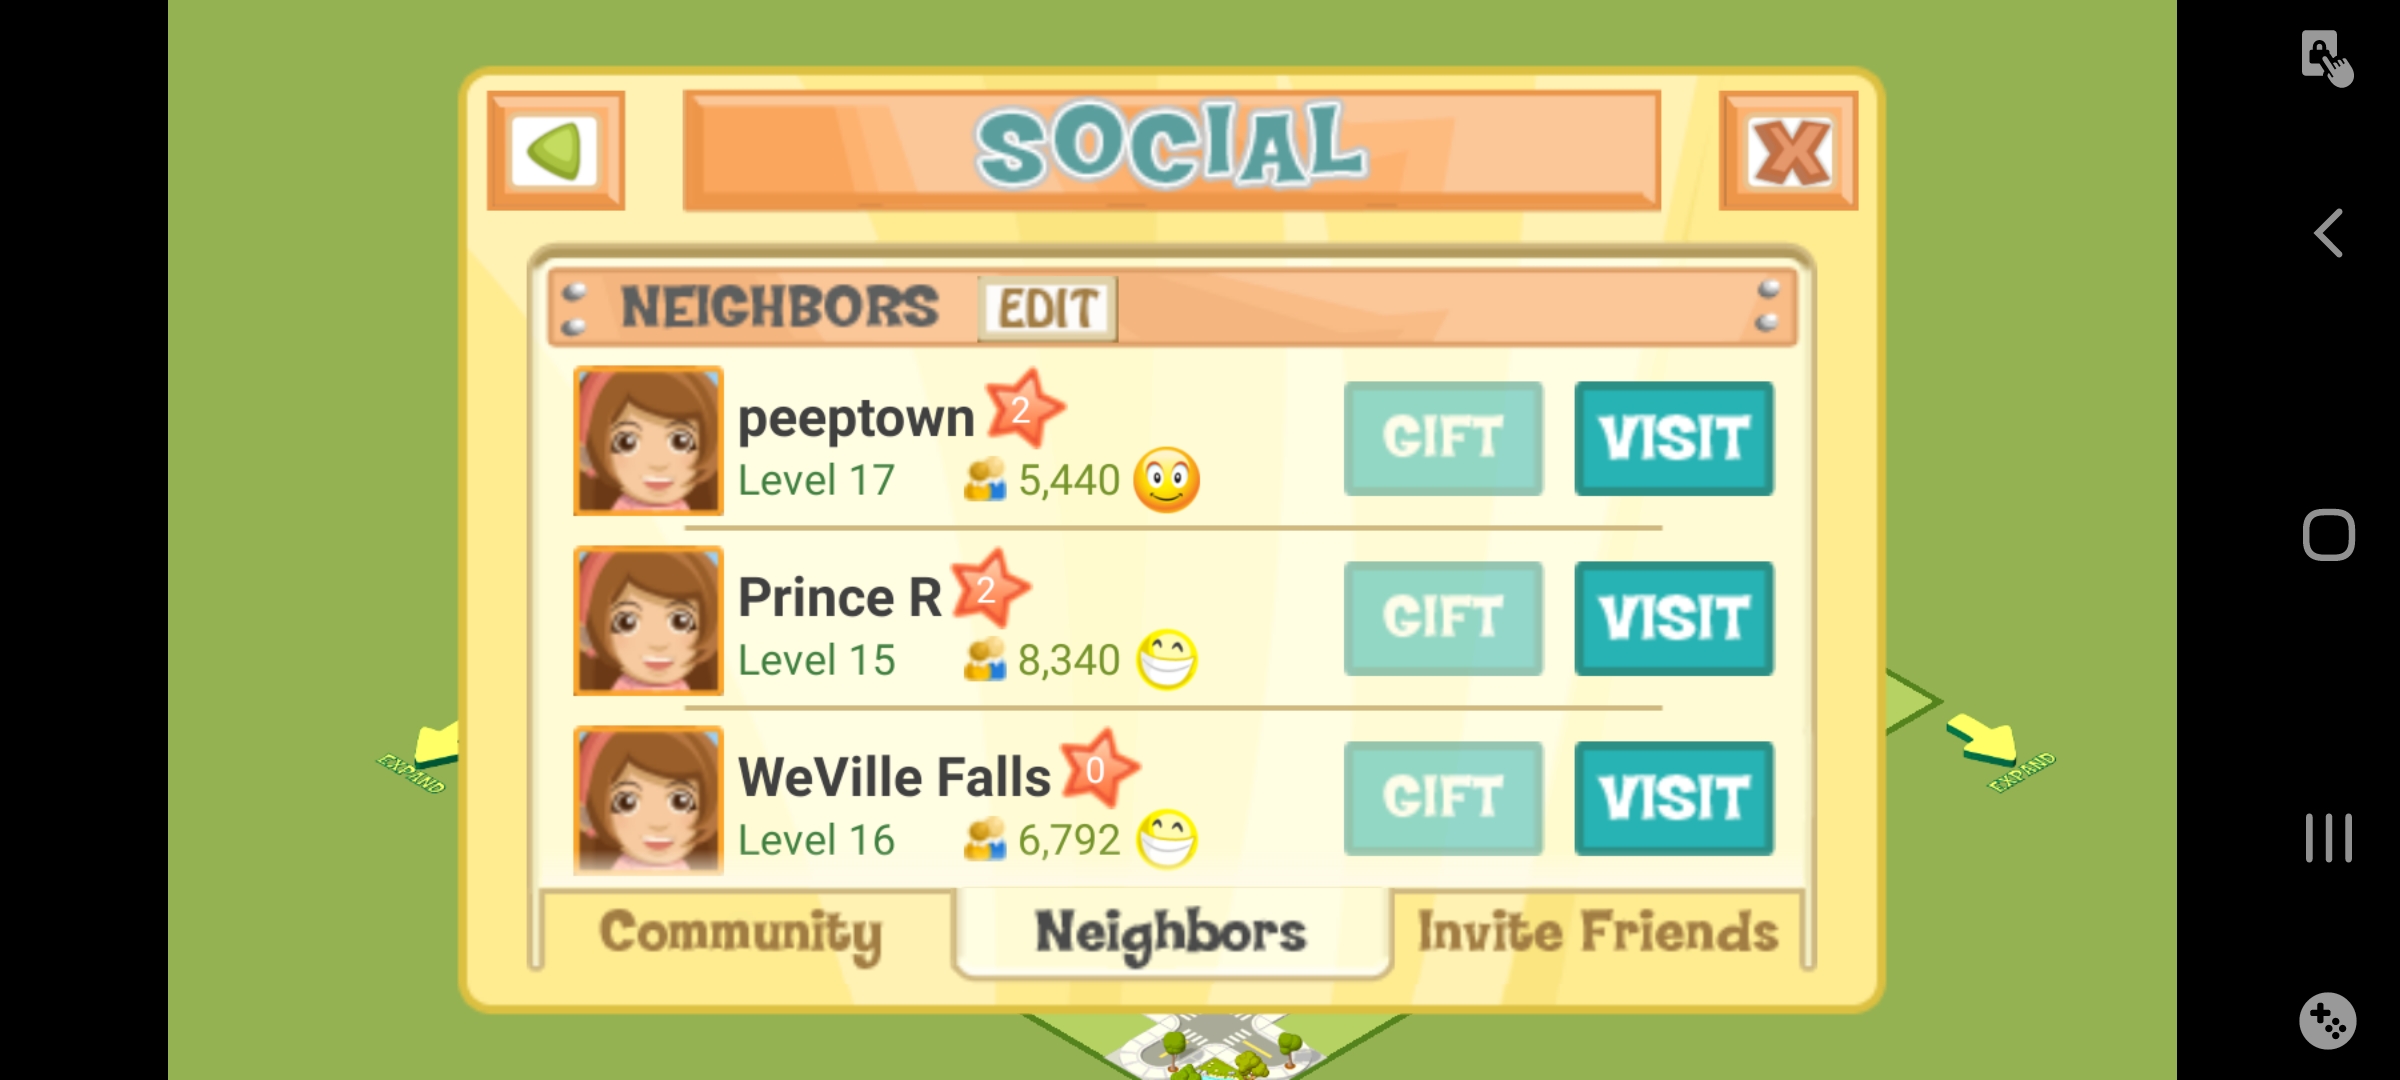 SOCIAL
NEIGHBORS EDIT
peeptown 2
Level 17 5,440
GIFT VISIT
Prince R 2
Level 15 8,340
GIFT VISIT
WeVille Falls 0
Level 16 6,792
GIFT VISIT
EXPAND
EXPAND
Community Neighbors Invite Friends